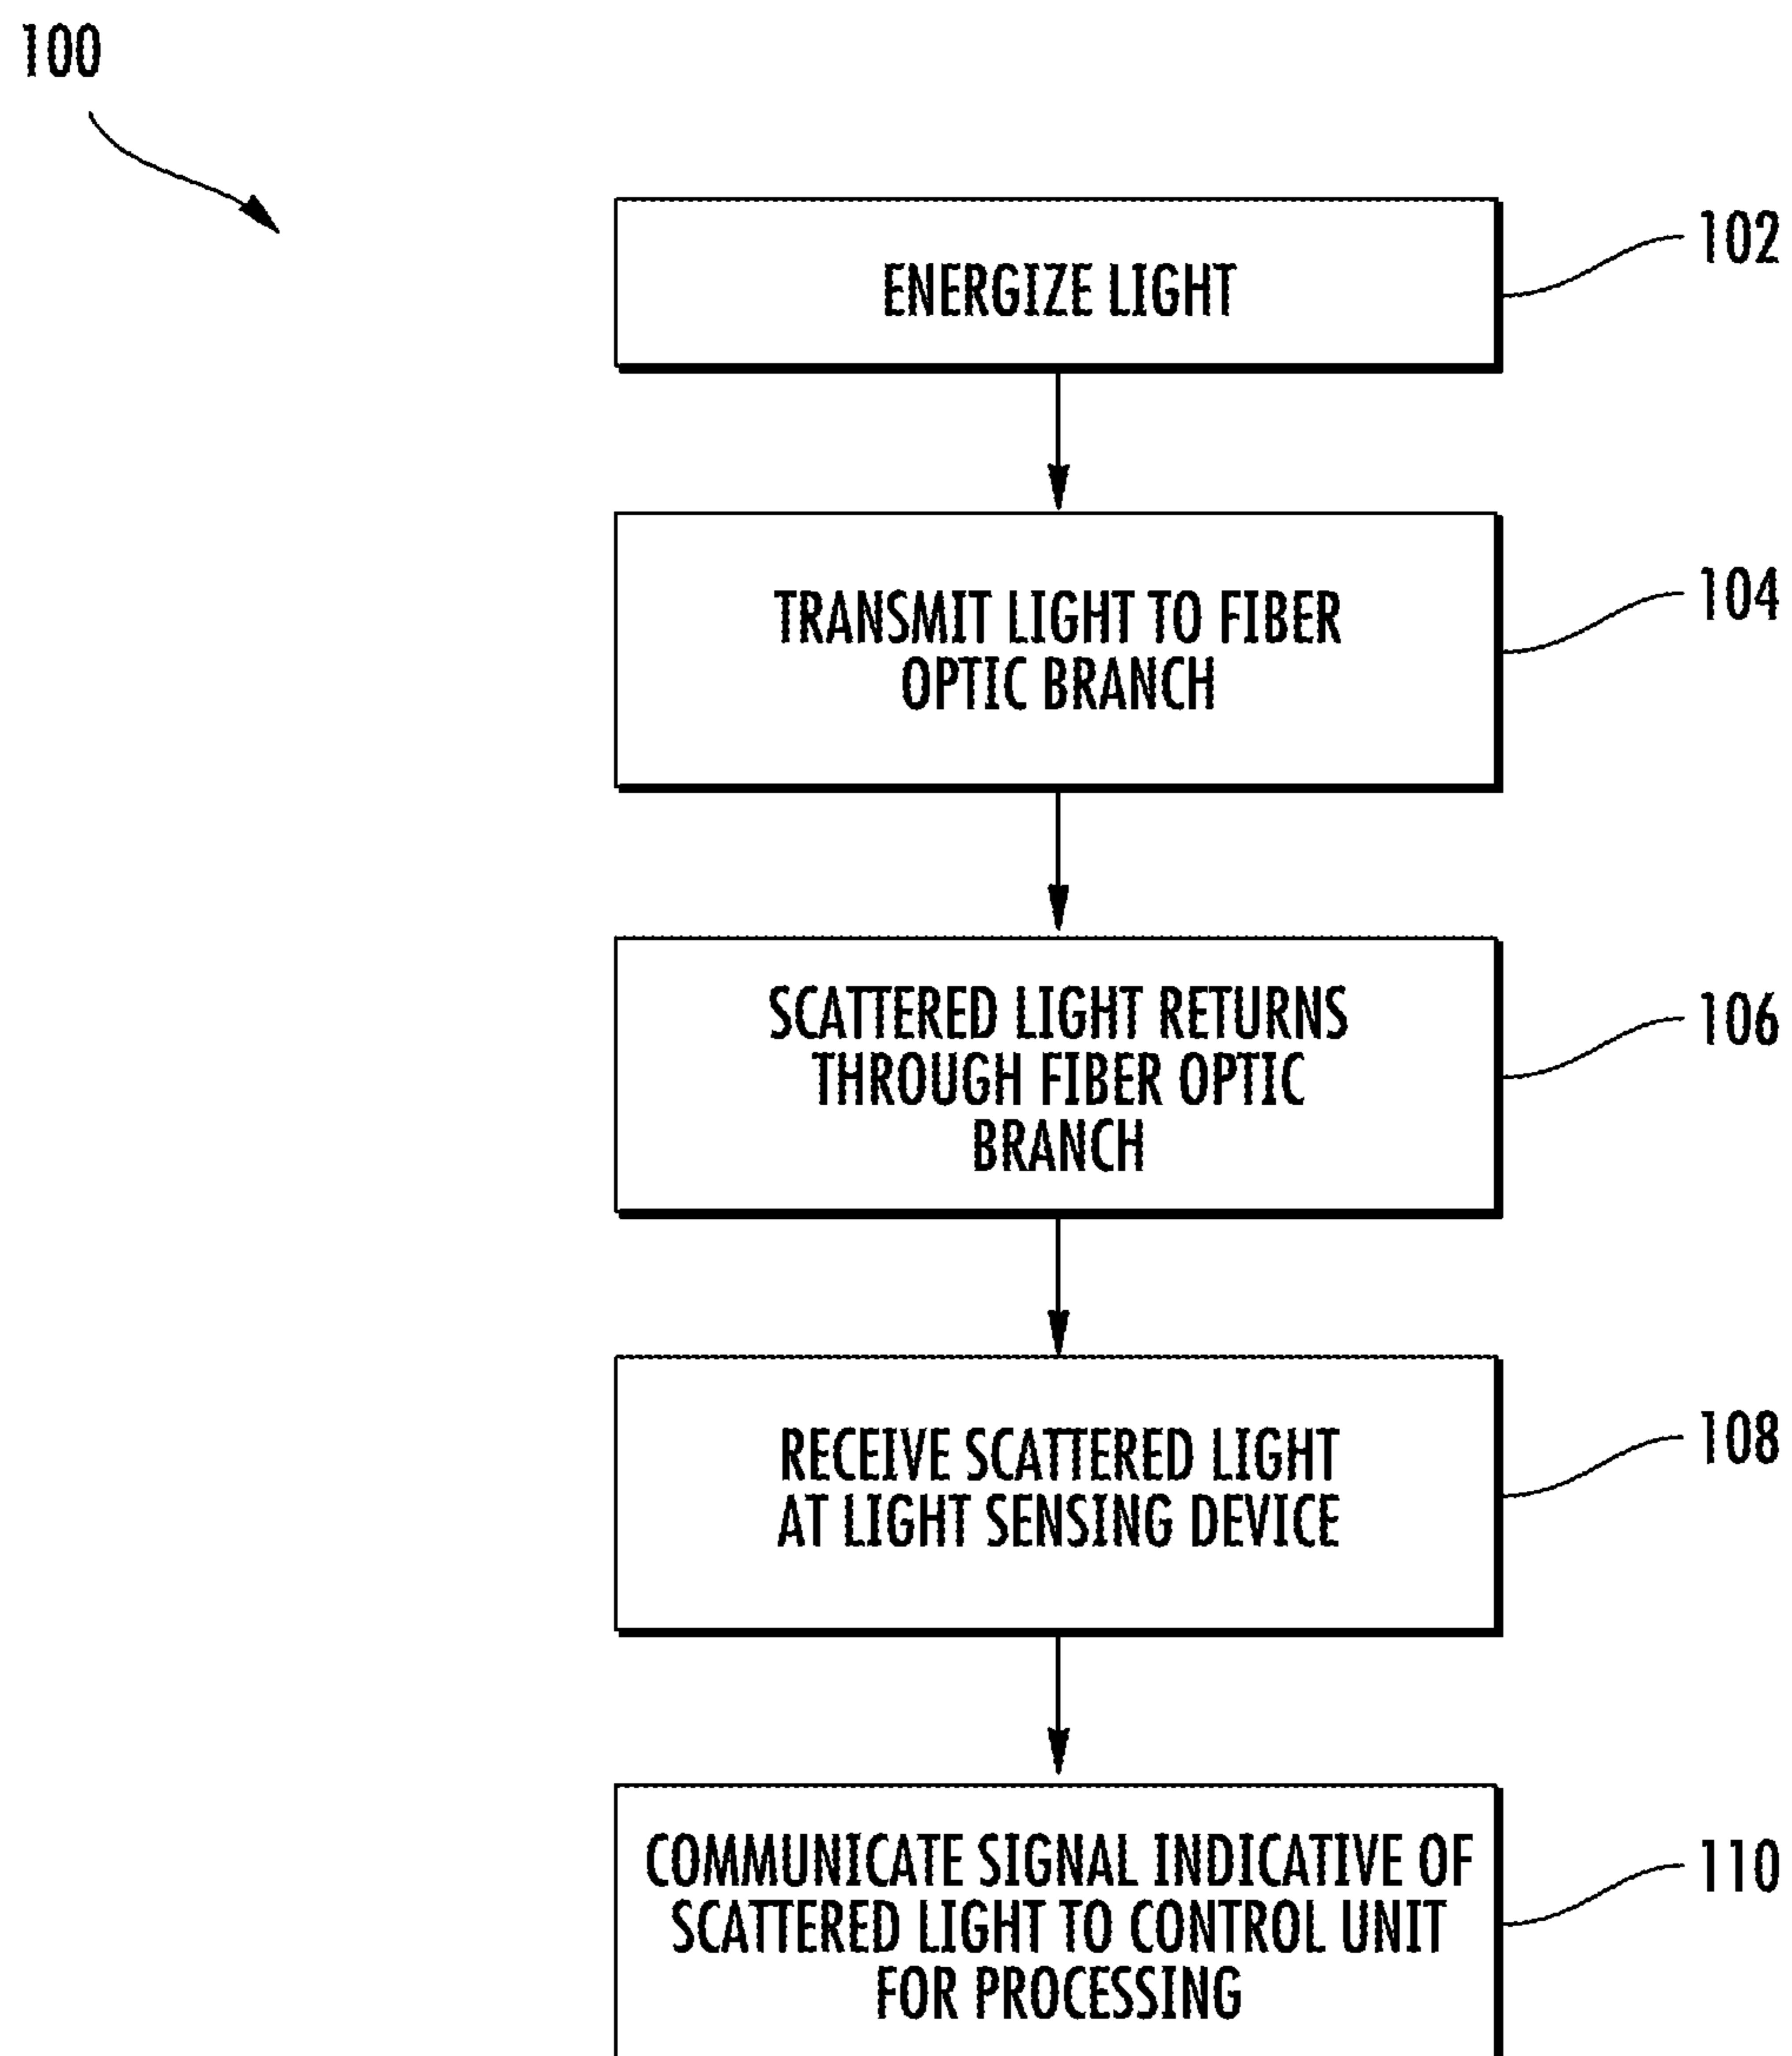 100
ENERGIZE LIGHT
102
TRANSMIT LIGHT TO FIBER
OPTIC BRANCH
104
SCATTERED LIGHT RETURNS
THROUGH FIBER OPTIC
BRANCH
106
RECEIVE SCATTERED LIGHT
AT LIGHT SENSING DEVICE
108
COMMUNICATE SIGNAL INDICATIVE OF
SCATTERED LIGHT TO CONTROL UNIT
FOR PROCESSING
110